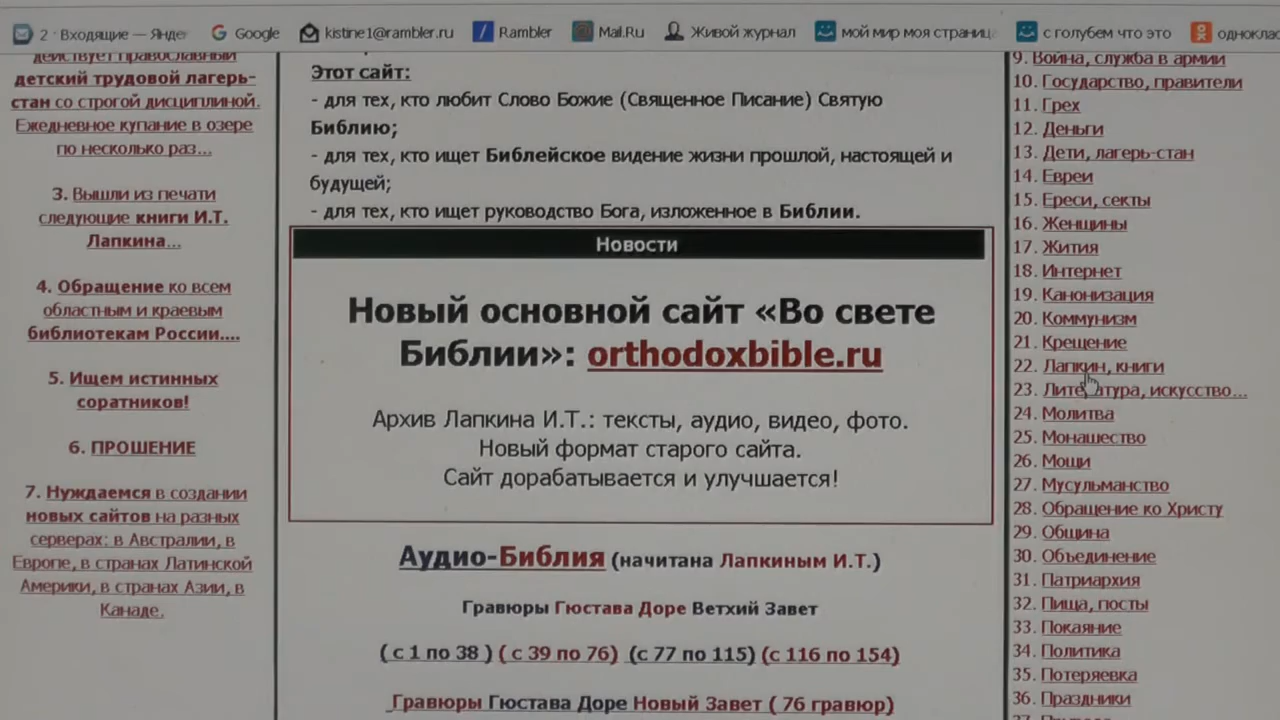 2 · Входящие — Янде
Google
kistine1@rambler.ru
Rambler
Mail.Ru
Живой журнал
мой мир моя страница
с голубем что это
однокла
действует православный
детский трудовой лагерь-
стан со строгой дисциплиной.
Ежедневное купание в озере
по несколько раз...
3. Вышли из печати
следующие книги И.Т.
Лапкина...
4. Обращение ко всем
областным и краевым
библиотекам России....
5. Ищем истинных
соратников!
6. ПРОШЕНИЕ
7. Нуждаемся в создании
новых сайтов на разных
серверах: в Австралии, в
Европе, в странах Латинской
Америки, в странах Азии, в
Канаде.
Этот сайт:
- для тех, кто любит Слово Божие (Священное Писание) Святую
Библию;
- для тех, кто ищет Библейское видение жизни прошлой, настоящей и
будущей;
- для тех, кто ищет руководство Бога, изложенное в Библии.
Новости
Новый основной сайт «Во свете
Библии»: orthodoxbible.ru
Архив Лапкина И.Т.: тексты, аудио, видео, фото.
Новый формат старого сайта.
Сайт дорабатывается и улучшается!
Аудио-Библия (начитана Лапкиным И.Т.)
Гравюры Гюстава Доре Ветхий Завет
( с 1 по 38 ) ( с 39 по 76) (с 77 по 115) (с 116 по 154)
Гравюры Гюстава Доре Новый Завет ( 76 гравюр)
9. Война, служба в армии
10. Государство, правители
11. Грех
12. Деньги
13. Дети, лагерь-стан
14. Евреи
15. Ереси, секты
16. Женщины
17. Жития
18. Интернет
19. Канонизация
20. Коммунизм
21. Крещение
22. Лапкин, книги
23. Литература, искусство...
24. Молитва
25. Монашество
26. Мощи
27. Мусульманство
28. Обращение ко Христу
29. Община
30. Объединение
31. Патриархия
32. Пища, посты
33. Покаяние
34. Политика
35. Потеряевка
36. Праздники